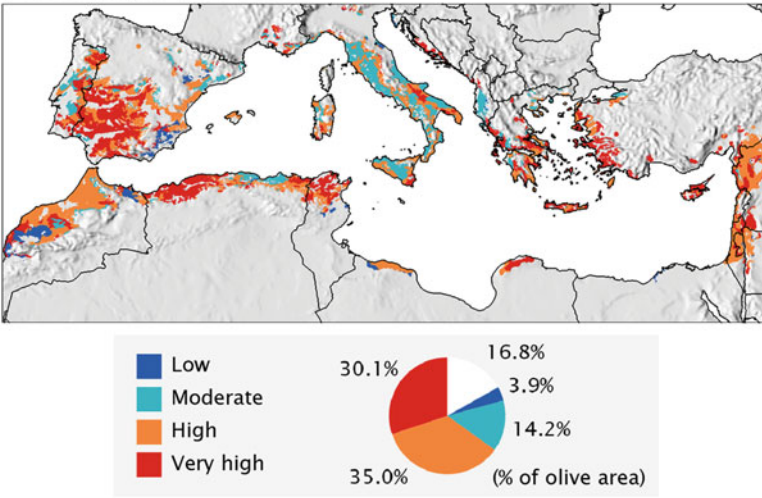 Low
Moderate
High
Very high
16.8%
30.1%
3.9%
14.2%
35.0%
(% of olive area)